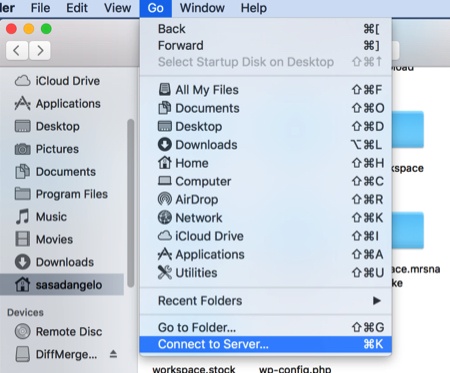 ler File Edit View Go Window Help
Back ⌘[
Forward ⌘]
Select Startup Disk on Desktop ⇧⌘↑
All My Files ⇧⌘F
Documents ⇧⌘O
Desktop ⇧⌘D
Downloads ⌥⌘L
Home ⇧⌘H
Computer ⇧⌘C
AirDrop ⇧⌘R
Network ⇧⌘K
iCloud Drive ⇧⌘I
Applications ⇧⌘A
Utilities ⇧⌘U
Recent Folders ▶
Go to Folder... ⇧⌘G
Connect to Server... ⌘K
iCloud Drive
Applications
Desktop
Pictures
Documents
Program Files
Music
Movies
Downloads
sasadangelo
Devices
Remote Disc
DiffMerge...
kspace
ace.mrsna
ke
workspace.stock wp-config.php